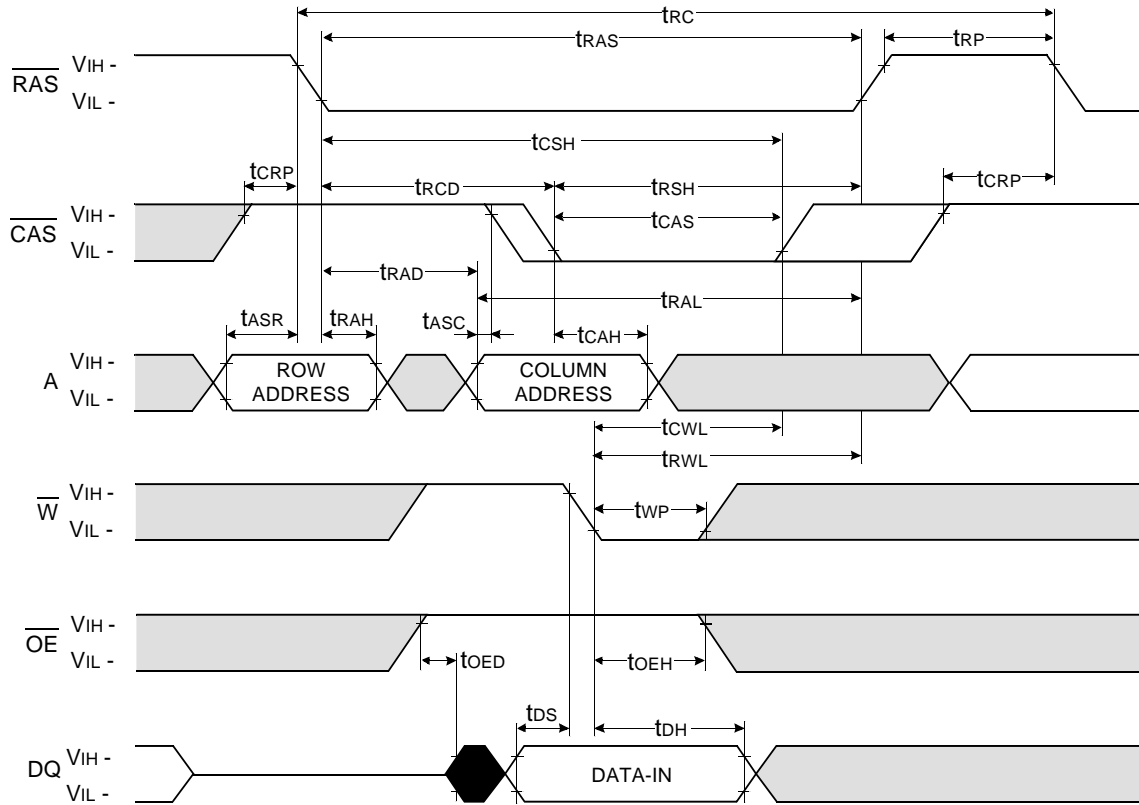 tRC
tRAS
tRP
RAS
VIH -
VIL -
tCSH
tCRP
tRCD
tRSH
tCRP
CAS
VIH -
VIL -
tCAS
tRAD
tRAL
tASR
tRAH
tASC
tCAH
A
VIH -
VIL -
ROW
ADDRESS
COLUMN
ADDRESS
tCWL
tRWL
W
VIH -
VIL -
tWP
OE
VIH -
VIL -
tOED
tOEH
tDS
tDH
DQ
VIH -
VIL -
DATA-IN